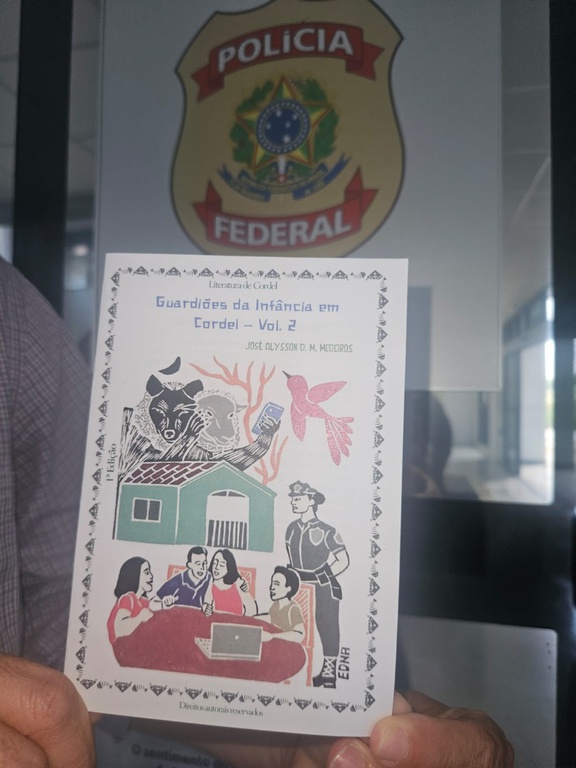 POLÍCIA
FEDERAL
Literatura de Cordel
Guardiões da Infância em
Cordel – Vol. 2
JOSÉ OLYSSON D. M. MEDEIROS
1ª Edição
EDNA
Direitos autorais reservados
O sentimento